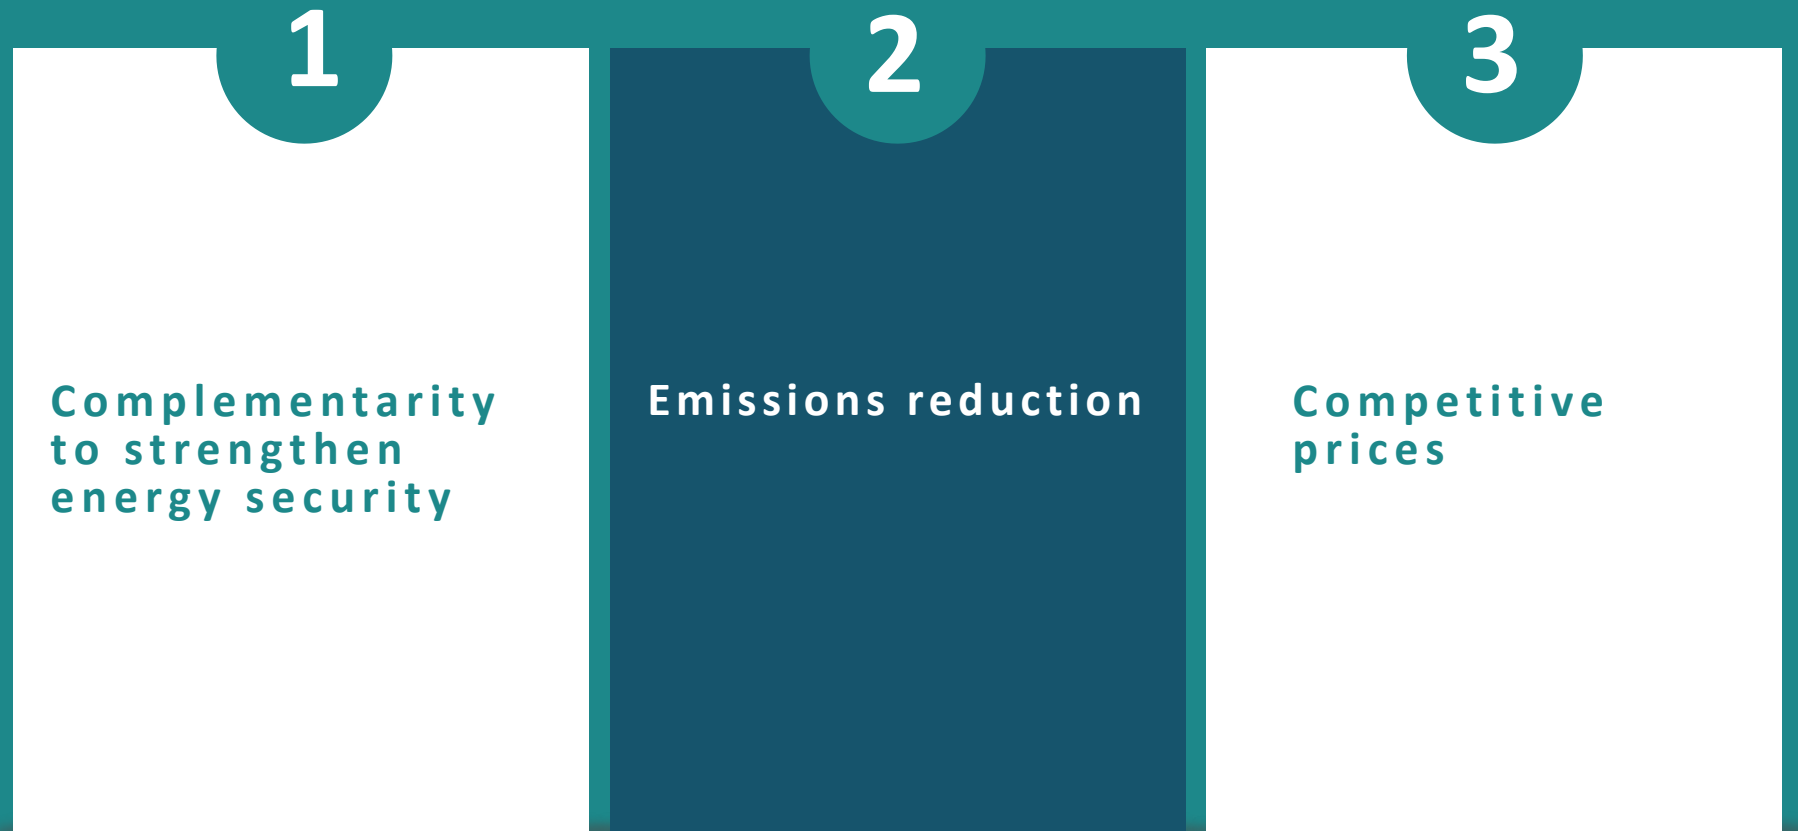 1
Complementarity
to strengthen
energy security
2
Emissions reduction
3
Competitive
prices